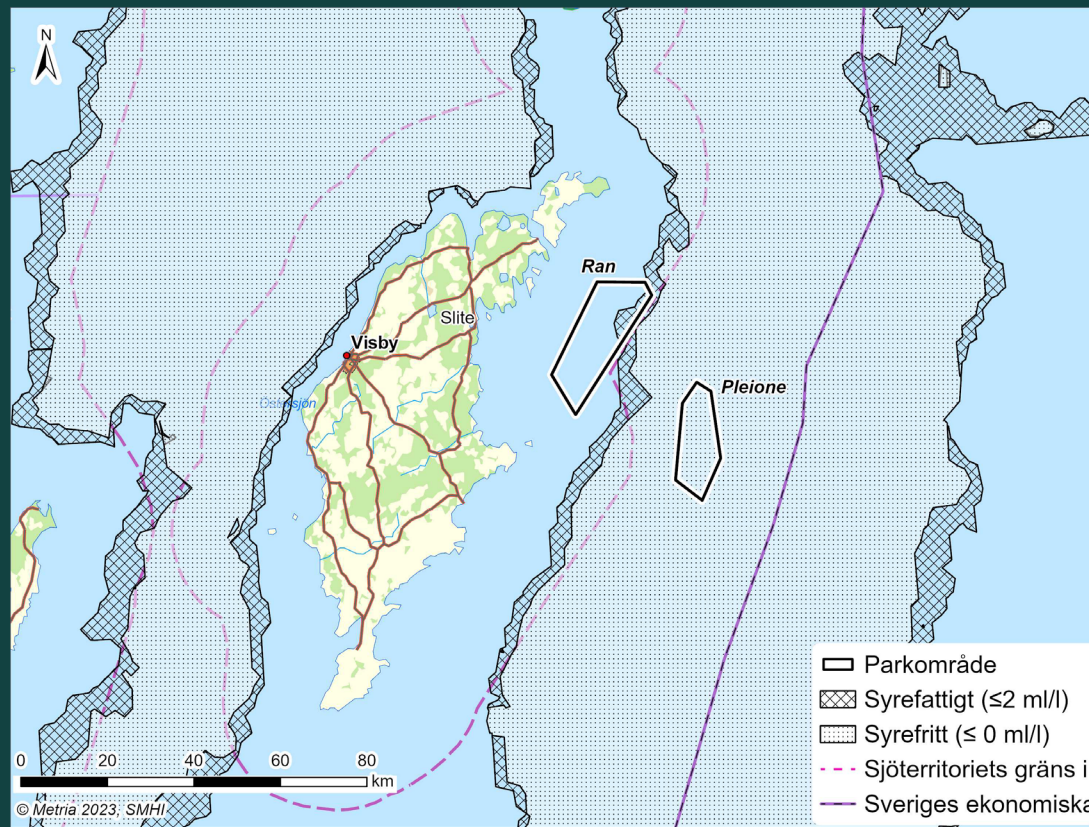 N
Ran
Slite
Visby
Pleione
Östersjön
Parkområde
Syrefattigt (≤2 ml/l)
Syrefritt (≤ 0 ml/l)
Sjöterritoriets gräns i
Sveriges ekonomiska
0 20 40 60 80
km
© Metria 2023, SMHI